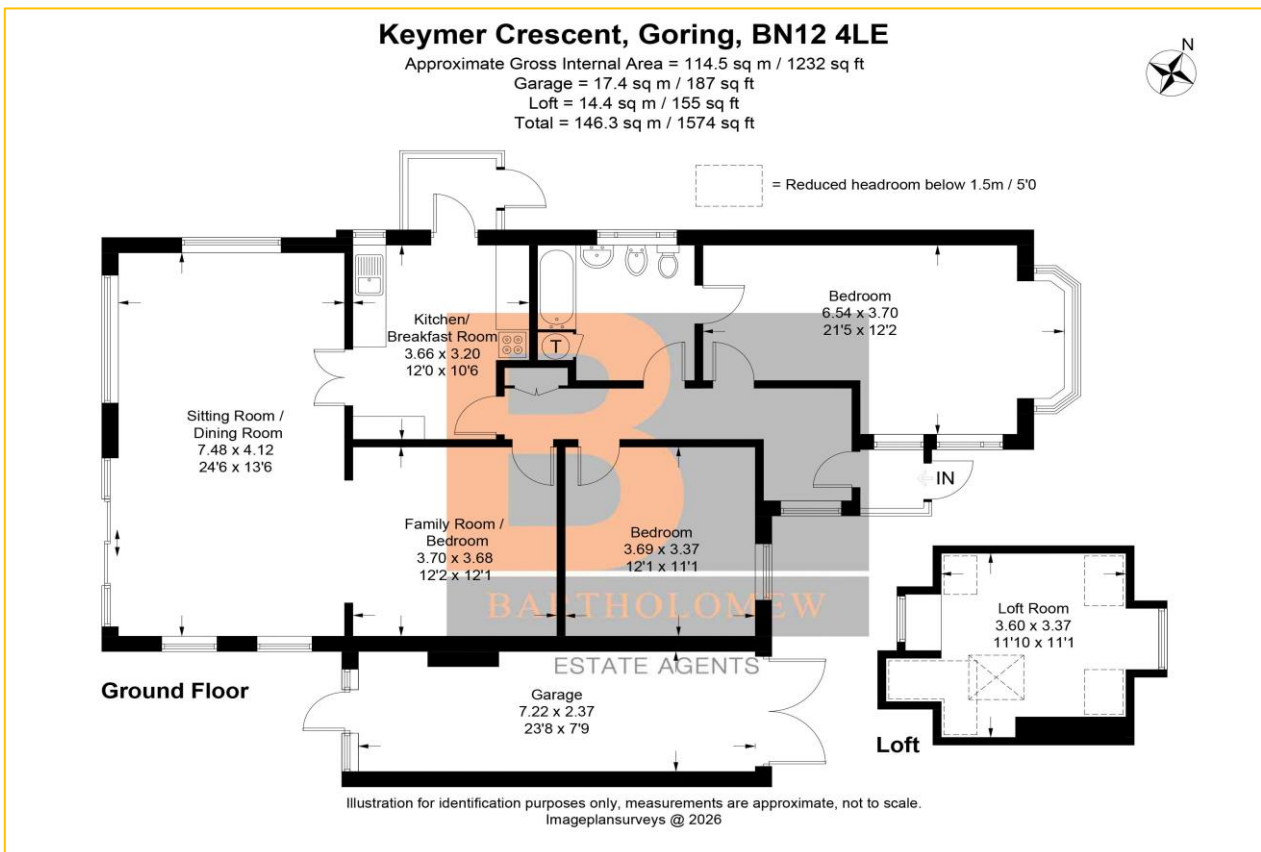 Keymer Crescent, Goring, BN12 4LE
Approximate Gross Internal Area = 114.5 sq m / 1232 sq ft
Garage = 17.4 sq m / 187 sq ft
Loft = 14.4 sq m / 155 sq ft
Total = 146.3 sq m / 1574 sq ft
N
= Reduced headroom below 1.5m / 5'0
Kitchen/
Breakfast Room
3.66 x 3.20
12'0 x 10'6
T
Bedroom
6.54 x 3.70
21'5 x 12'2
Sitting Room /
Dining Room
7.48 x 4.12
24'6 x 13'6
IN
Family Room /
Bedroom
3.70 x 3.68
12'2 x 12'1
Bedroom
3.69 x 3.37
12'1 x 11'1
B
BARTHOLOMEW
ESTATE AGENTS
Loft Room
3.60 x 3.37
11'10 x 11'1
Ground Floor
Garage
7.22 x 2.37
23'8 x 7'9
Loft
Illustration for identification purposes only, measurements are approximate, not to scale.
Imageplansurveys @ 2026